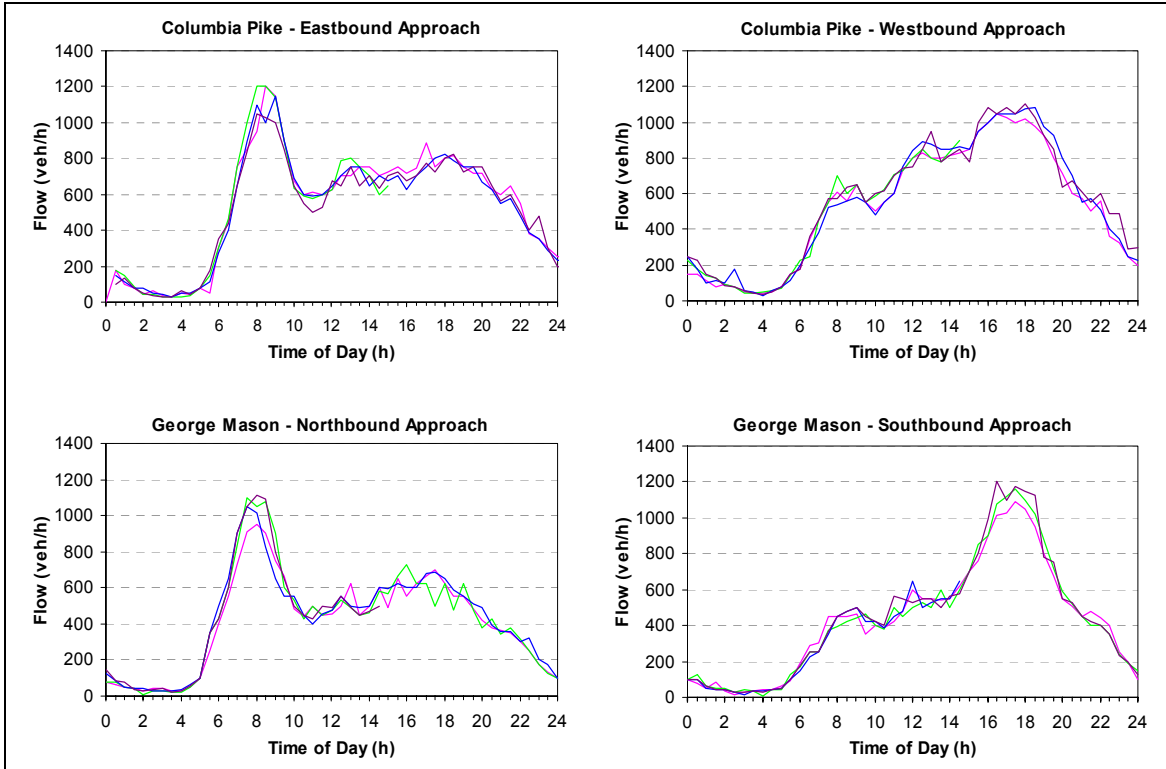 Columbia Pike - Eastbound Approach
1400
1200
1000
800
600
400
200
0
Flow (veh/h)
0 2 4 6 8 10 12 14 16 18 20 22 24
Time of Day (h)
Columbia Pike - Westbound Approach
1400
1200
1000
800
600
400
200
0
Flow (veh/h)
0 2 4 6 8 10 12 14 16 18 20 22 24
Time of Day (h)
George Mason - Northbound Approach
1400
1200
1000
800
600
400
200
0
Flow (veh/h)
0 2 4 6 8 10 12 14 16 18 20 22 24
Time of Day (h)
George Mason - Southbound Approach
1400
1200
1000
800
600
400
200
0
Flow (veh/h)
0 2 4 6 8 10 12 14 16 18 20 22 24
Time of Day (h)